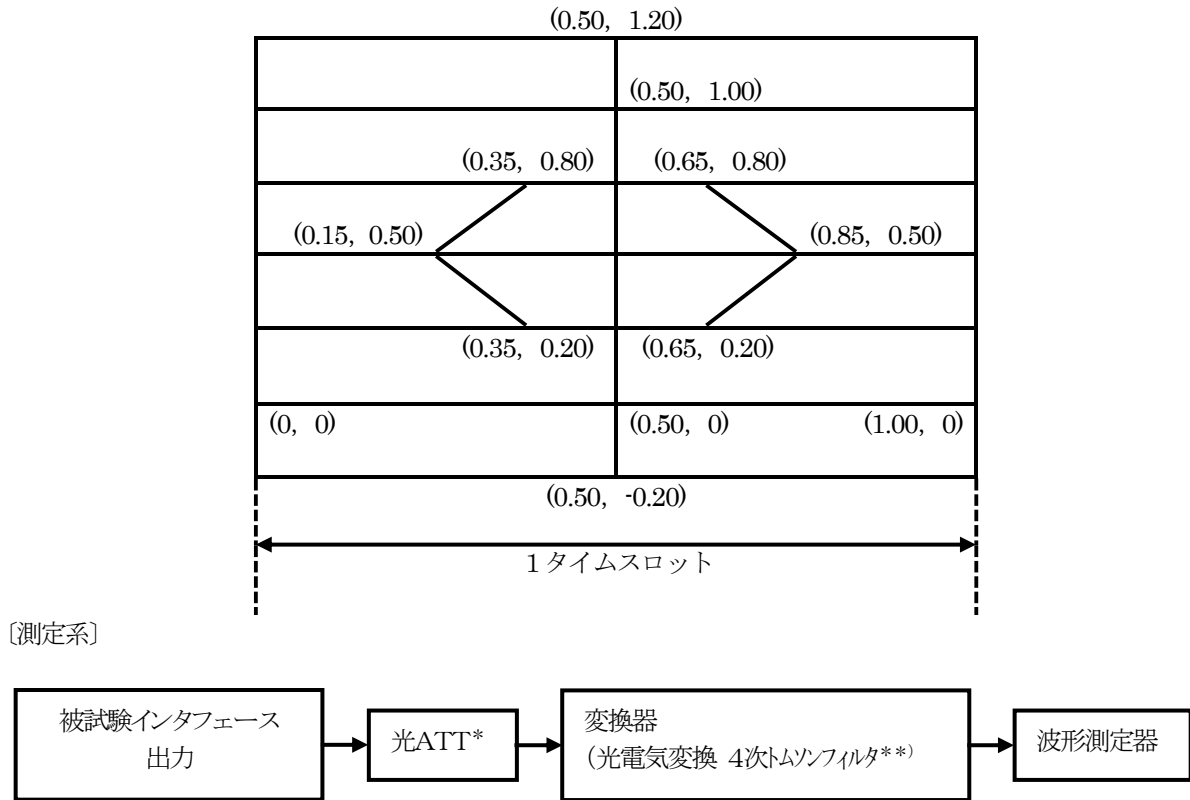 (0.50, 1.20)
(0.50, 1.00)
(0.35, 0.80) (0.65, 0.80)
(0.15, 0.50) (0.85, 0.50)
(0.35, 0.20) (0.65, 0.20)
(0, 0) (0.50, 0) (1.00, 0)
(0.50, -0.20)
1タイムスロット
〔測定系〕
被試験インタフェース
出力
光ATT*
変換器
(光電気変換 4次トムソンフィルタ**)
波形測定器